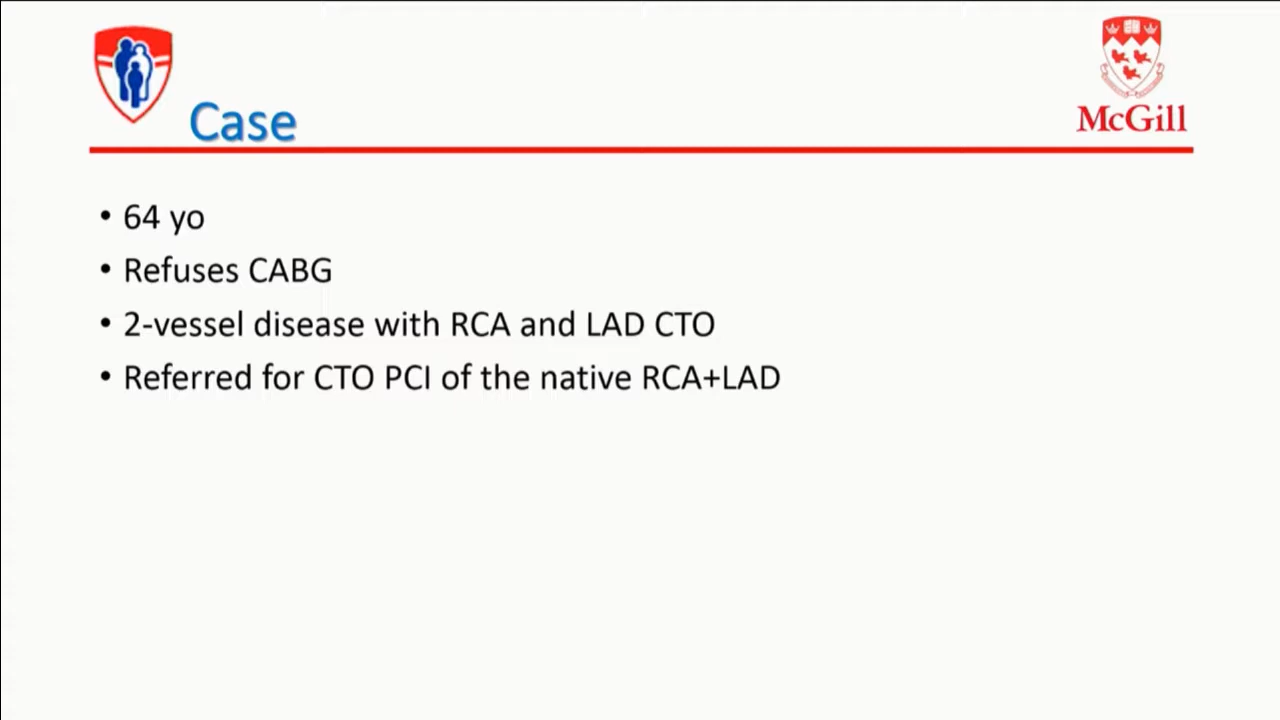 McGill
Case
• 64 yo
• Refuses CABG
• 2-vessel disease with RCA and LAD CTO
• Referred for CTO PCI of the native RCA+LAD